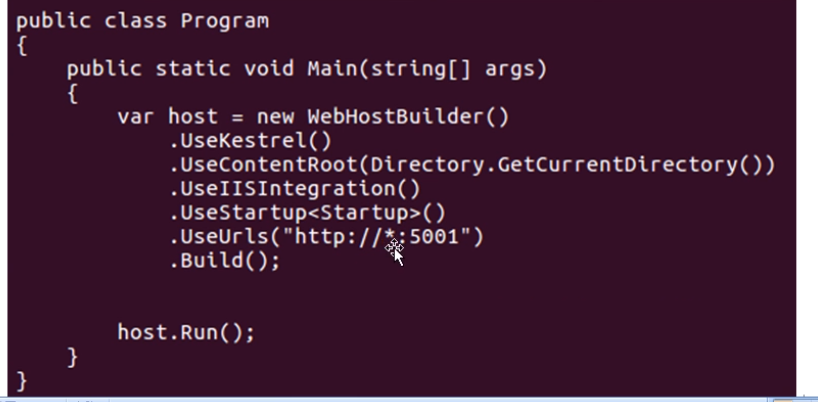 public class Program
{
    public static void Main(string[] args)
    {
        var host = new WebHostBuilder()
            .UseKestrel()
            .UseContentRoot(Directory.GetCurrentDirectory())
            .UseIISIntegration()
            .UseStartup<Startup>()
            .UseUrls("http://*:5001")
            .Build();
        host.Run();
    }
}